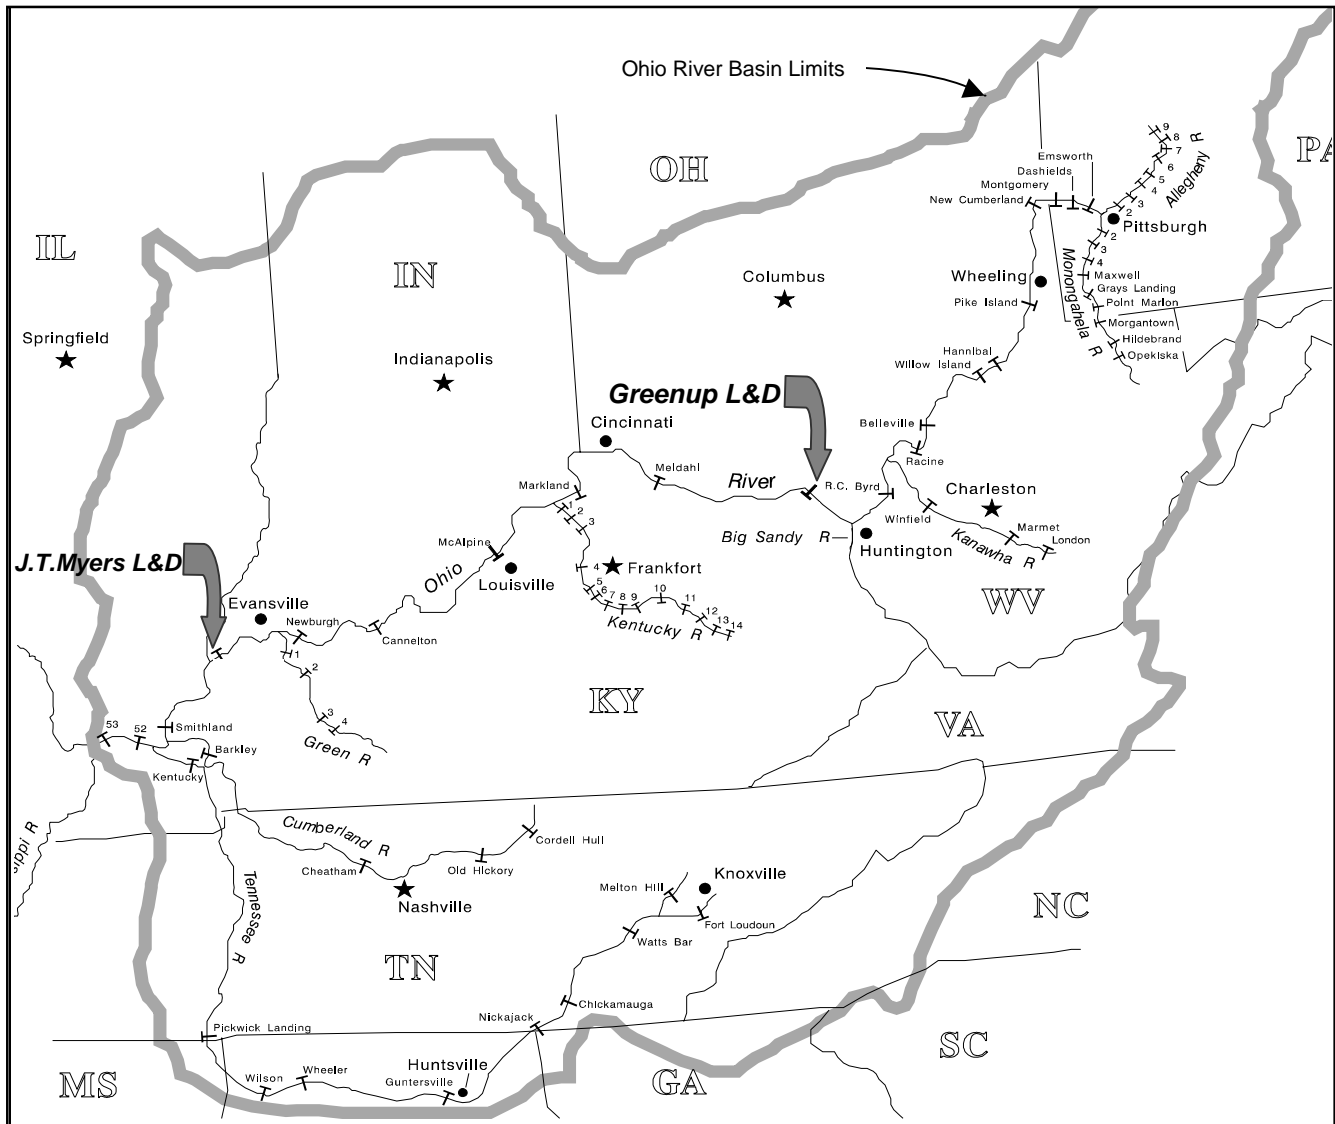 Ohio River Basin Limits
OH
PA
IL
IN
Springfield
Indianapolis
Columbus
Emsworth
Dashields
Montgomery
New Cumberland
9
8
7
6
5
4
3
2
Allegheny R
Pittsburgh
2
3
4
Maxwell
Grays Landing
Point Marion
Morgantown
Hildebrand
Opekiska
Monongahela R
Wheeling
Pike Island
Hannibal
Willow Island
Greenup L&D
Belleville
Racine
Cincinnati
Meldahl
River
R.C. Byrd
Charleston
Winfield
Marmet
London
Kanawha R
Big Sandy R
Huntington
WV
Markland
1
2
3
4
5
6
7
8
9
10
11
12
13
14
Frankfort
Kentucky R
McAlpine
Ohio
Louisville
J.T.Myers L&D
Evansville
Newburgh
Cannelton
1
2
3
4
Green R
KY
VA
53
52
Smithland
Barkley
Kentucky
sippi R
Cumberland R
Cheatham
Old Hickory
Cordell Hull
Nashville
Tennessee R
Melton Hill
Knoxville
Fort Loudoun
Watts Bar
NC
TN
Chickamauga
Nickajack
Pickwick Landing
SC
MS
Wilson
Wheeler
Huntsville
Guntersville
GA